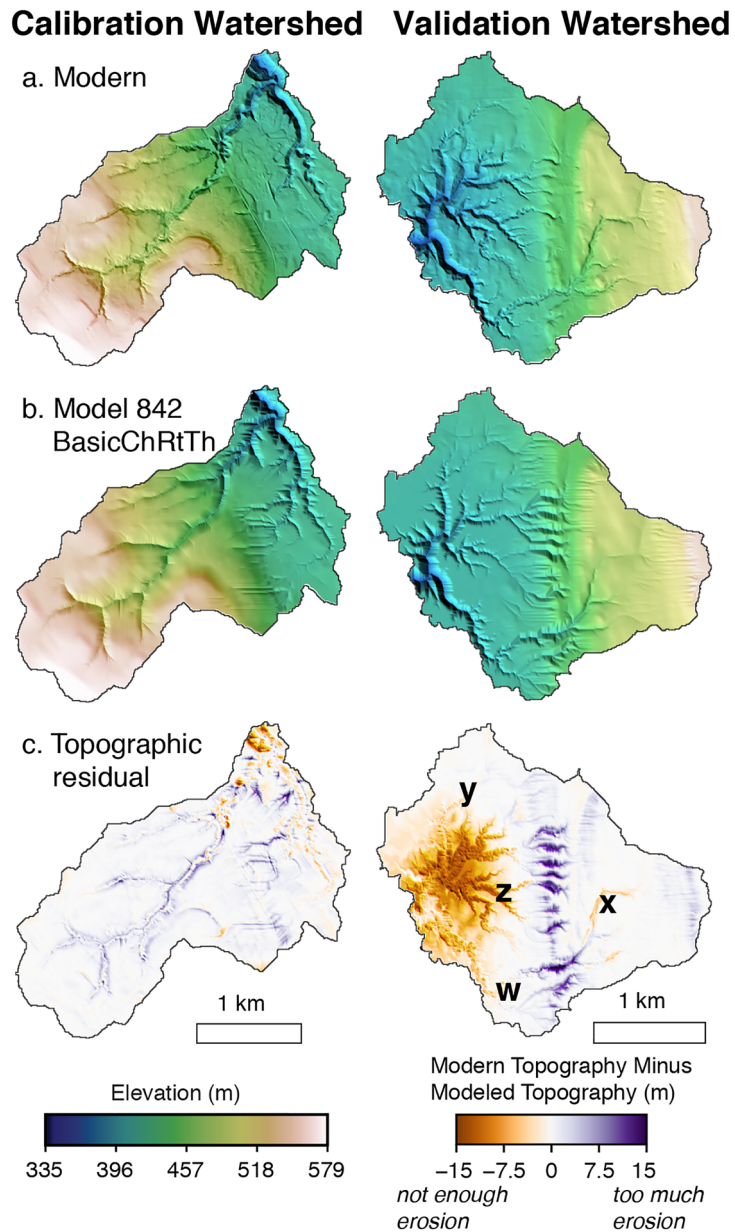 Calibration Watershed
Validation Watershed
a. Modern
b. Model 842
BasicChRtTh
c. Topographic
residual
y
z
x
w
1 km
1 km
Elevation (m)
335 396 457 518 579
Modern Topography Minus
Modeled Topography (m)
−15 −7.5 0 7.5 15
not enough
erosion
too much
erosion